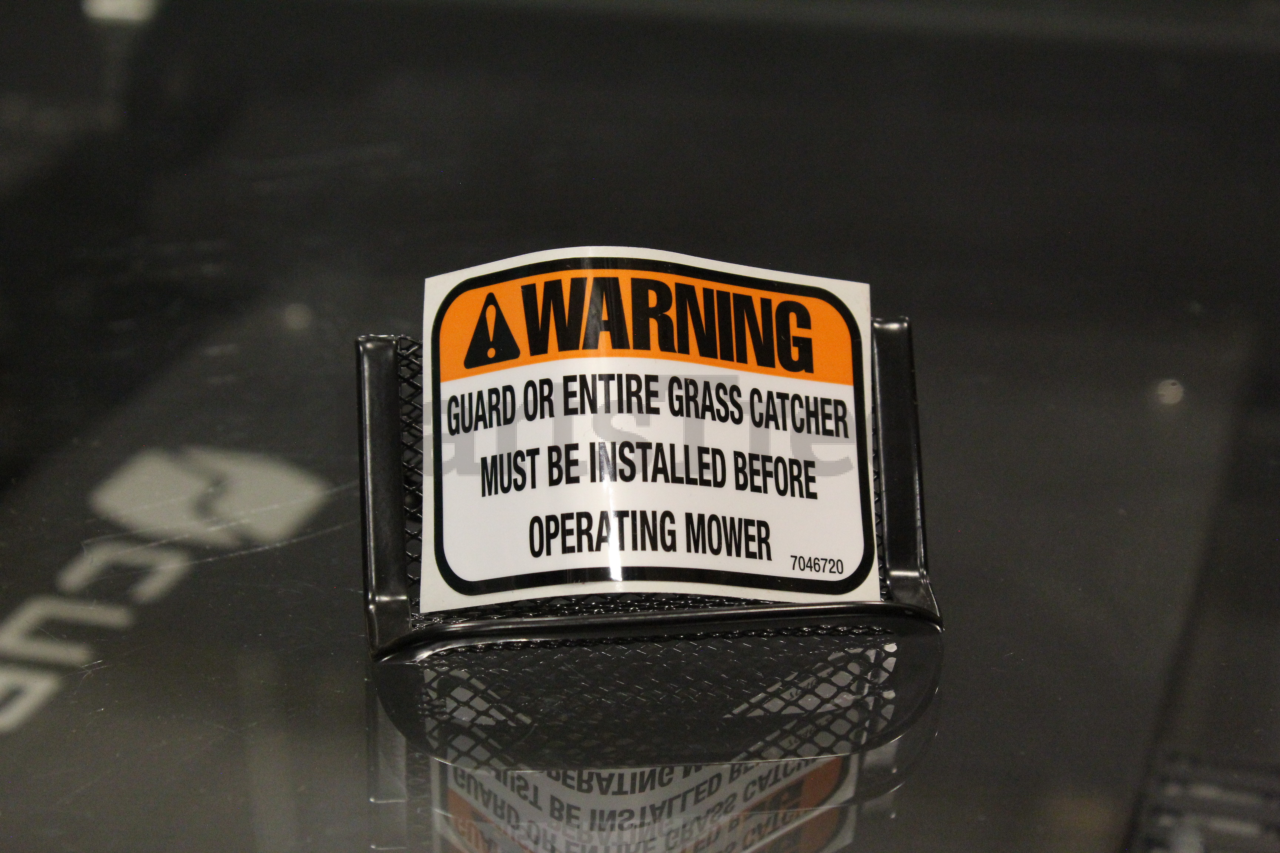 WARNING
GUARD OR ENTIRE GRASS CATCHER
MUST BE INSTALLED BEFORE
OPERATING MOWER
7046720